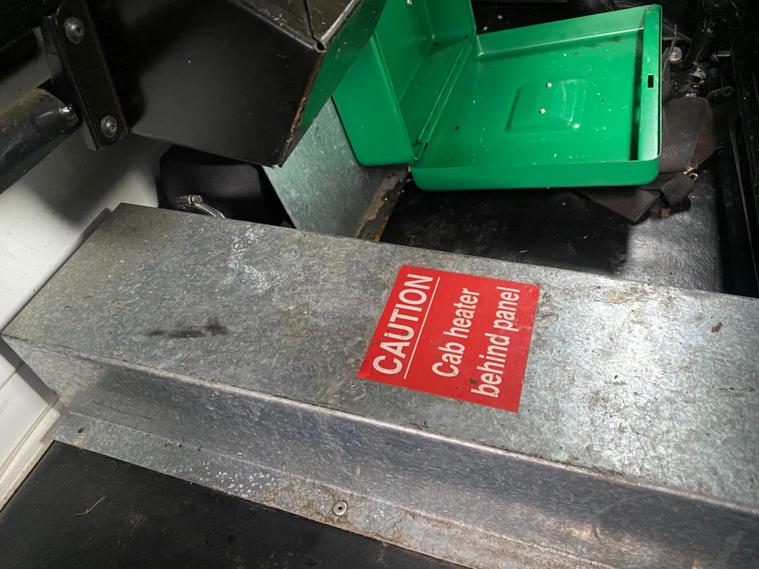 CAUTION
Cab heater
behind panel